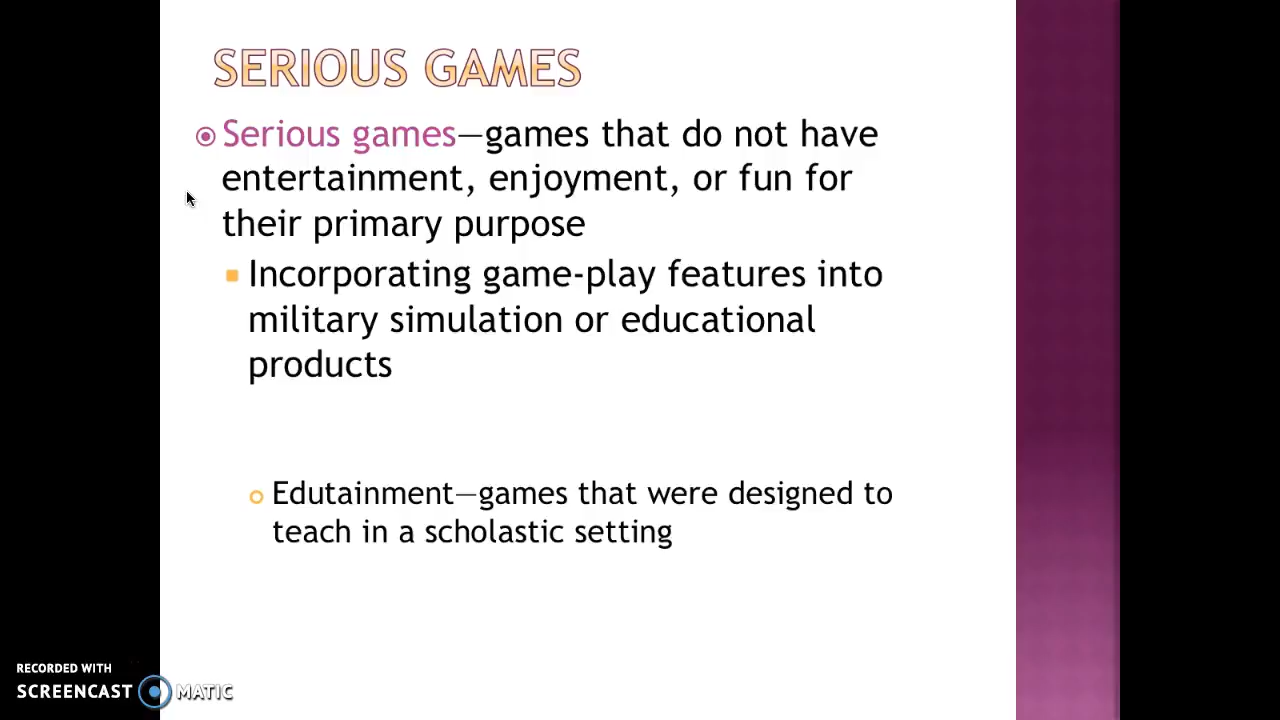 SERIOUS GAMES
Serious games—games that do not have
entertainment, enjoyment, or fun for
their primary purpose
Incorporating game-play features into
military simulation or educational
products
Edutainment—games that were designed to
teach in a scholastic setting
RECORDED WITH
SCREENCAST MATIC